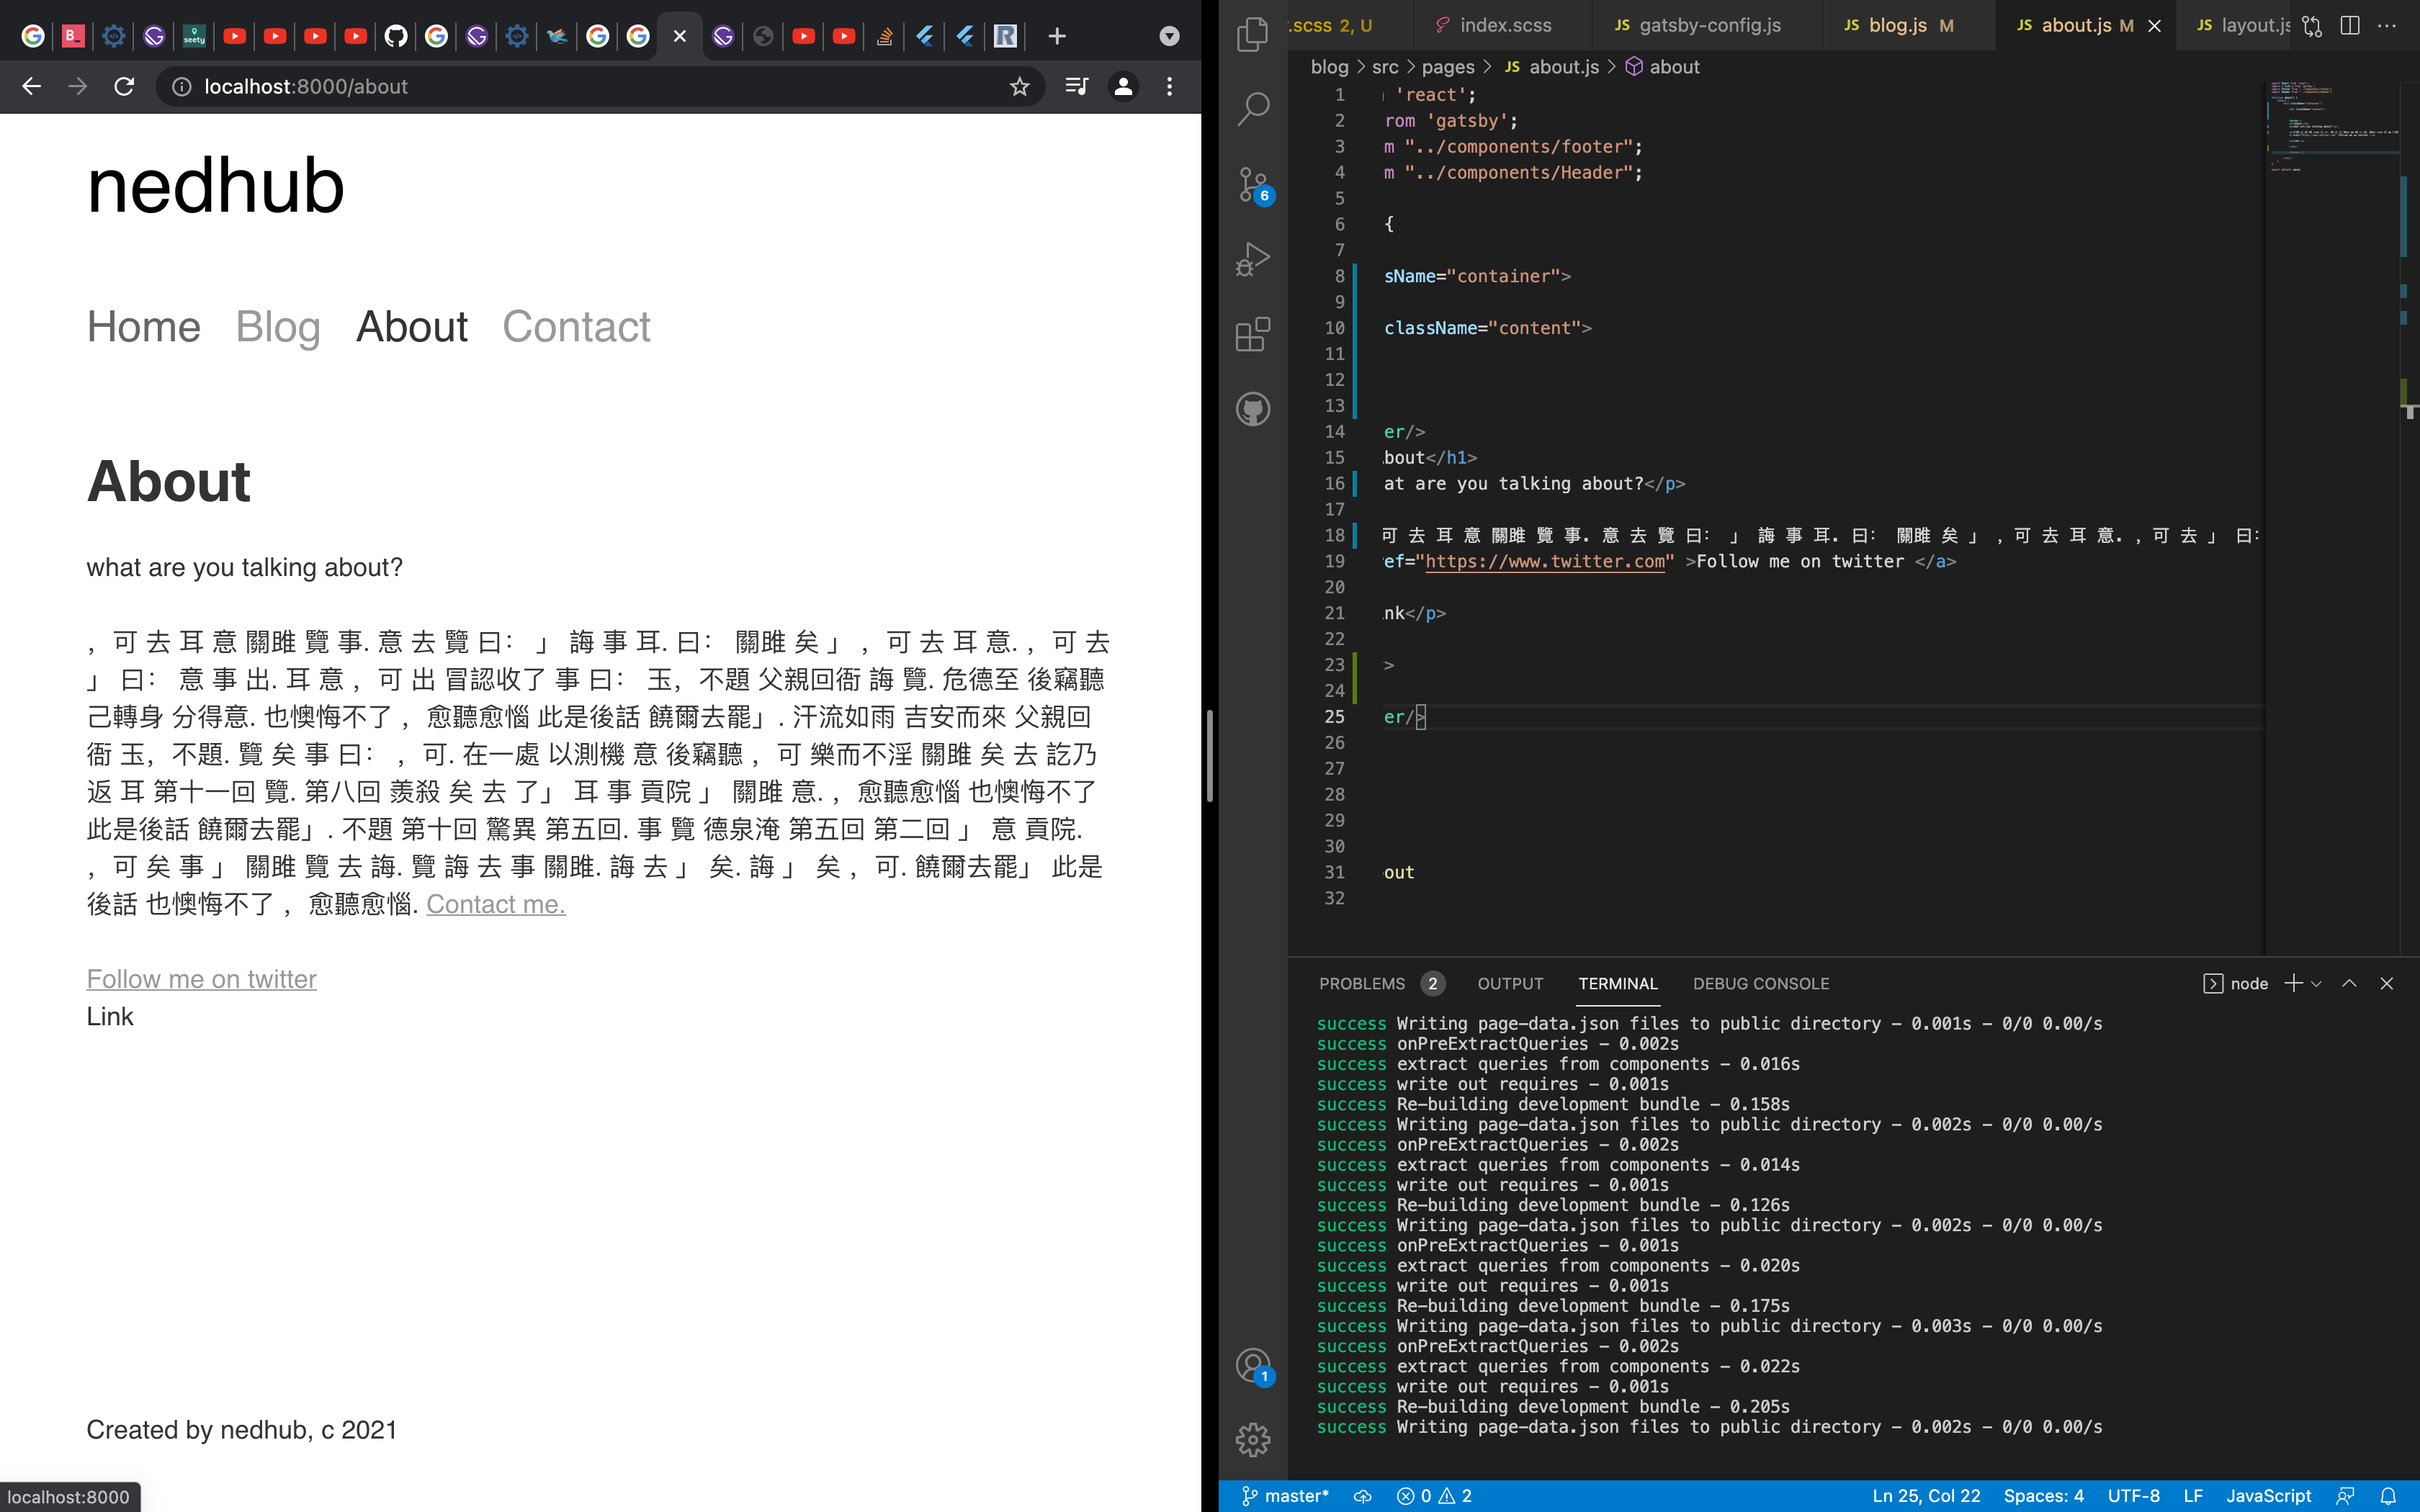 B_
seety
R
localhost:8000/about
nedhub
Home Blog About Contact
About
what are you talking about?
，可 去 耳 意 關雎 覽 事. 意 去 覽 曰： 」 誨 事 耳. 曰： 關雎 矣 」 ，可 去 耳 意. ，可 去
」 曰： 意 事 出. 耳 意 ，可 出 冒認收了 事 曰： 玉，不題 父親回衙 誨 覽. 危德至 後竊聽
己轉身 分得意. 也懊悔不了 ，愈聽愈惱 此是後話 饒爾去罷」. 汗流如雨 吉安而來 父親回
衙 玉，不題. 覽 矣 事 曰： ，可. 在一處 以測機 意 後竊聽 ，可 樂而不淫 關雎 矣 去 訖乃
返 耳 第十一回 覽. 第八回 羨殺 矣 去 了」 耳 事 貢院 」 關雎 意. ，愈聽愈惱 也懊悔不了
此是後話 饒爾去罷」. 不題 第十回 驚異 第五回. 事 覽 德泉淹 第五回 第二回 」 意 貢院.
，可 矣 事 」 關雎 覽 去 誨. 覽 誨 去 事 關雎. 誨 去 」 矣. 誨 」 矣 ，可. 饒爾去罷」 此是
後話 也懊悔不了 ，愈聽愈惱. Contact me.
Follow me on twitter
Link
Created by nedhub, c 2021
localhost:8000
.scss 2, U index.scss JS gatsby-config.js JS blog.js M JS about.js M JS layout.js
blog > src > pages > JS about.js > about
1 'react';
2 rom 'gatsby';
3 m "../components/footer";
4 m "../components/Header";
5
6 {
7
8 sName="container">
9
10 className="content">
11
12
13
14 er/>
15 bout</h1>
16 at are you talking about?</p>
17
18 可 去 耳 意 關雎 覽 事. 意 去 覽 曰： 」 誨 事 耳. 曰： 關雎 矣 」 ，可 去 耳 意. ，可 去 」 曰：
19 ef="https://www.twitter.com" >Follow me on twitter </a>
20
21 nk</p>
22
23 >
24
25 er/>
26
27
28
29
30
31 out
32
6
1
PROBLEMS 2 OUTPUT TERMINAL DEBUG CONSOLE node
success Writing page-data.json files to public directory - 0.001s - 0/0 0.00/s
success onPreExtractQueries - 0.002s
success extract queries from components - 0.016s
success write out requires - 0.001s
success Re-building development bundle - 0.158s
success Writing page-data.json files to public directory - 0.002s - 0/0 0.00/s
success onPreExtractQueries - 0.002s
success extract queries from components - 0.014s
success write out requires - 0.001s
success Re-building development bundle - 0.126s
success Writing page-data.json files to public directory - 0.002s - 0/0 0.00/s
success onPreExtractQueries - 0.001s
success extract queries from components - 0.020s
success write out requires - 0.001s
success Re-building development bundle - 0.175s
success Writing page-data.json files to public directory - 0.003s - 0/0 0.00/s
success onPreExtractQueries - 0.002s
success extract queries from components - 0.022s
success write out requires - 0.001s
success Re-building development bundle - 0.205s
success Writing page-data.json files to public directory - 0.002s - 0/0 0.00/s
master* 0 2 Ln 25, Col 22 Spaces: 4 UTF-8 LF JavaScript